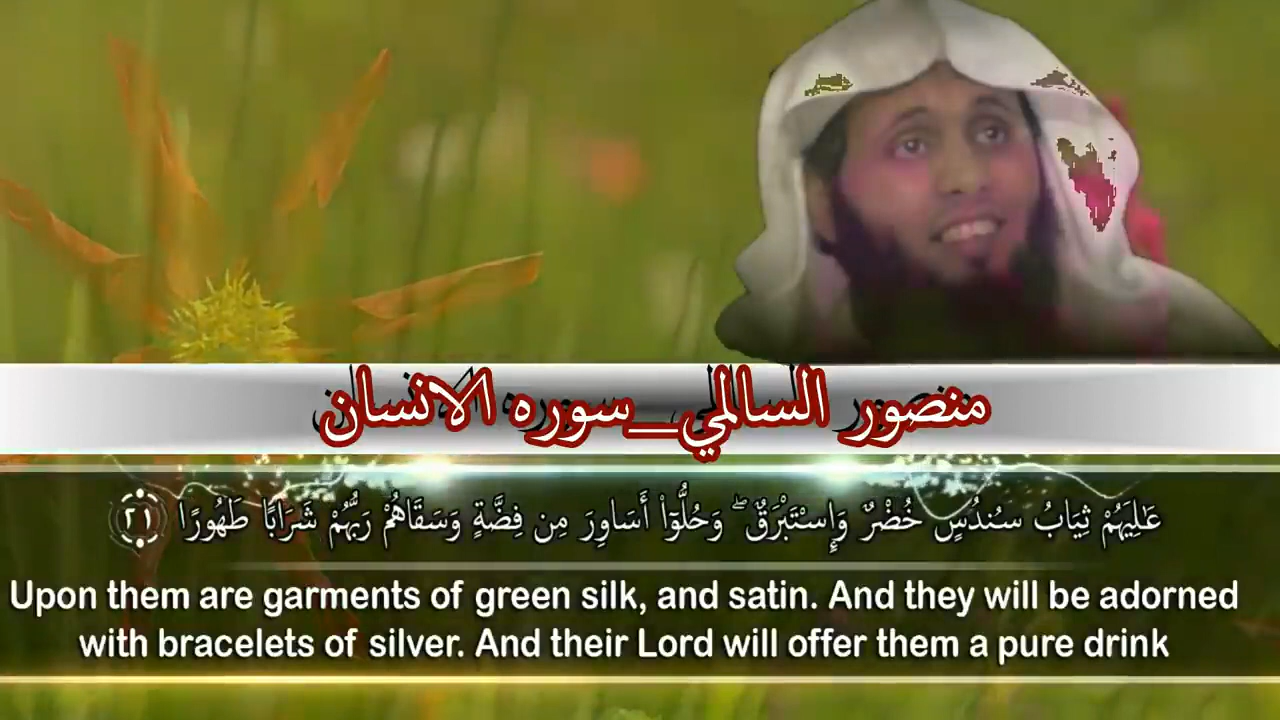 منصور السالمي_سوره الانسان
عَٰلِيَهُمْ ثِيَابُ سُندُسٍ خُضْرٌ وَإِسْتَبْرَقٌ ۖ وَحُلُّوٓا۟ أَسَاوِرَ مِن فِضَّةٍ وَسَقَاهُمْ رَبُّهُمْ شَرَابًا طَهُورًا ٢١
Upon them are garments of green silk, and satin. And they will be adorned
with bracelets of silver. And their Lord will offer them a pure drink